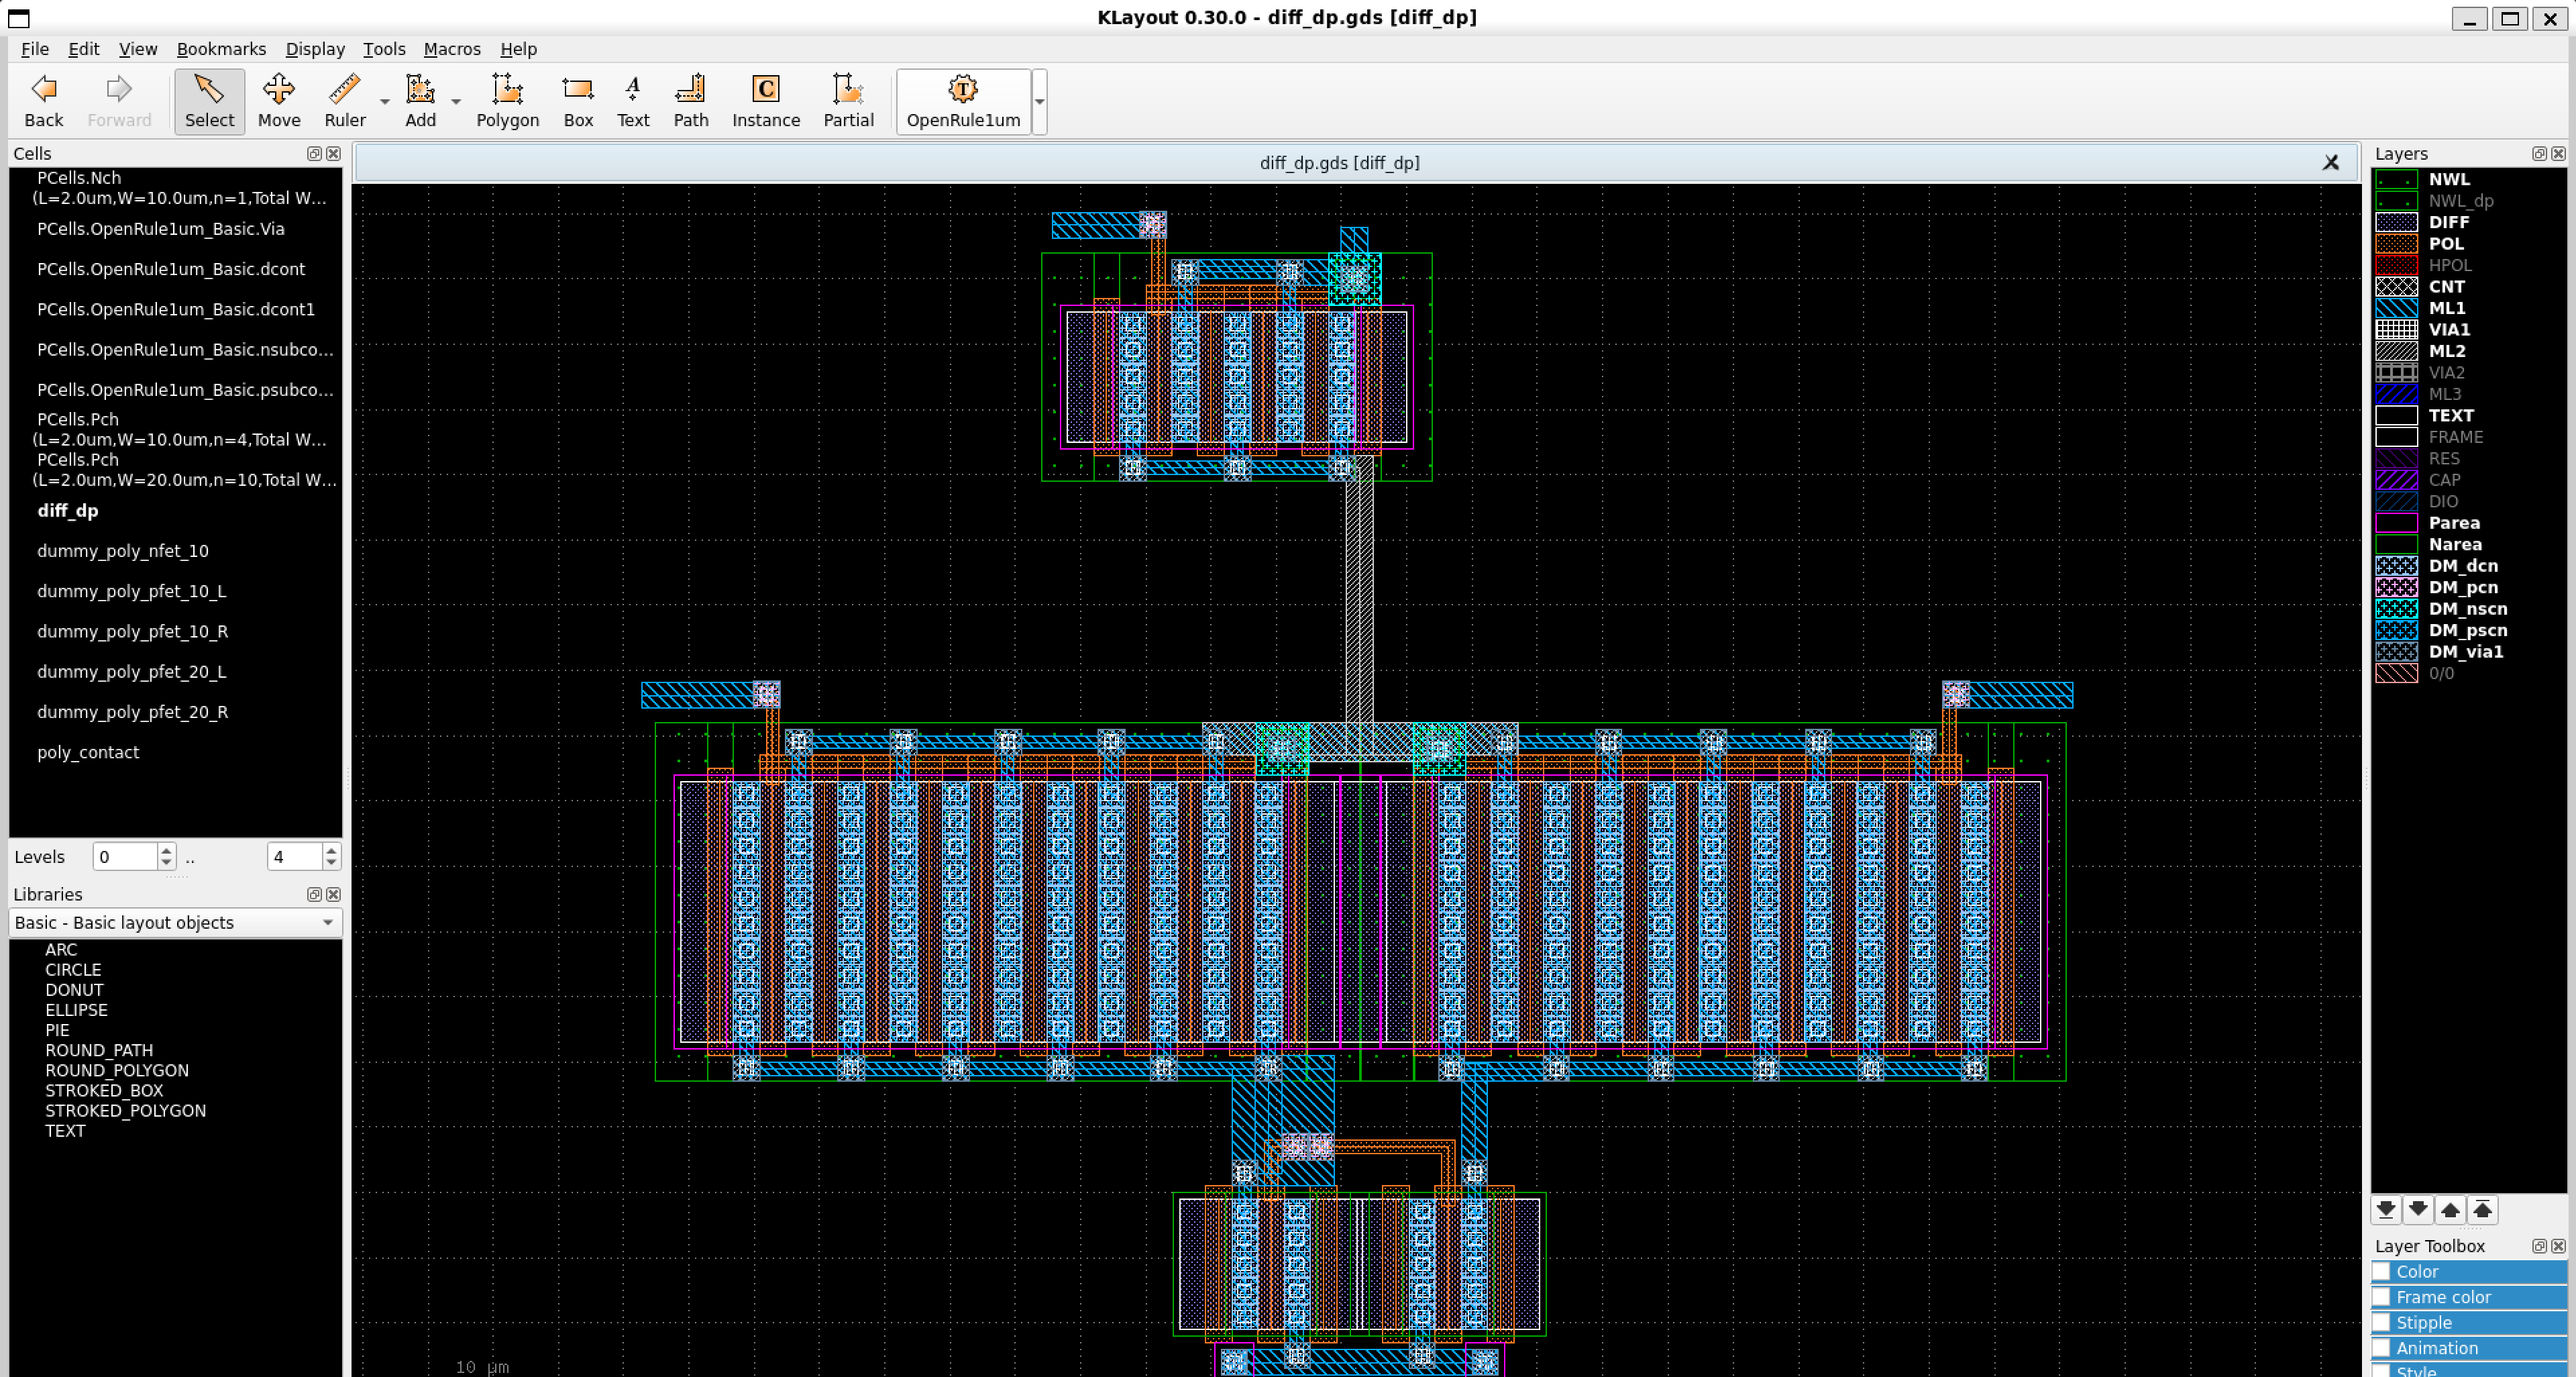 KLayout 0.30.0 - diff_dp.gds [diff_dp]
File Edit View Bookmarks Display Tools Macros Help
Back Forward Select Move Ruler Add Polygon Box Text Path Instance Partial OpenRule1um
Cells
PCells.Nch
(L=2.0um,W=10.0um,n=1,Total W...
PCells.OpenRule1um_Basic.Via
PCells.OpenRule1um_Basic.dcont
PCells.OpenRule1um_Basic.dcont1
PCells.OpenRule1um_Basic.nsubco...
PCells.OpenRule1um_Basic.psubco...
PCells.Pch
(L=2.0um,W=10.0um,n=4,Total W...
PCells.Pch
(L=2.0um,W=20.0um,n=10,Total W...
diff_dp
dummy_poly_nfet_10
dummy_poly_pfet_10_L
dummy_poly_pfet_10_R
dummy_poly_pfet_20_L
dummy_poly_pfet_20_R
poly_contact
Levels 0 .. 4
Libraries
Basic - Basic layout objects
ARC
CIRCLE
DONUT
ELLIPSE
PIE
ROUND_PATH
ROUND_POLYGON
STROKED_BOX
STROKED_POLYGON
TEXT
diff_dp.gds [diff_dp]
10 µm
Layers
NWL
NWL_dp
DIFF
POL
HPOL
CNT
ML1
VIA1
ML2
VIA2
ML3
TEXT
FRAME
RES
CAP
DIO
Parea
Narea
DM_dcn
DM_pcn
DM_nscn
DM_pscn
DM_via1
0/0
Layer Toolbox
Color
Frame color
Stipple
Animation
Style